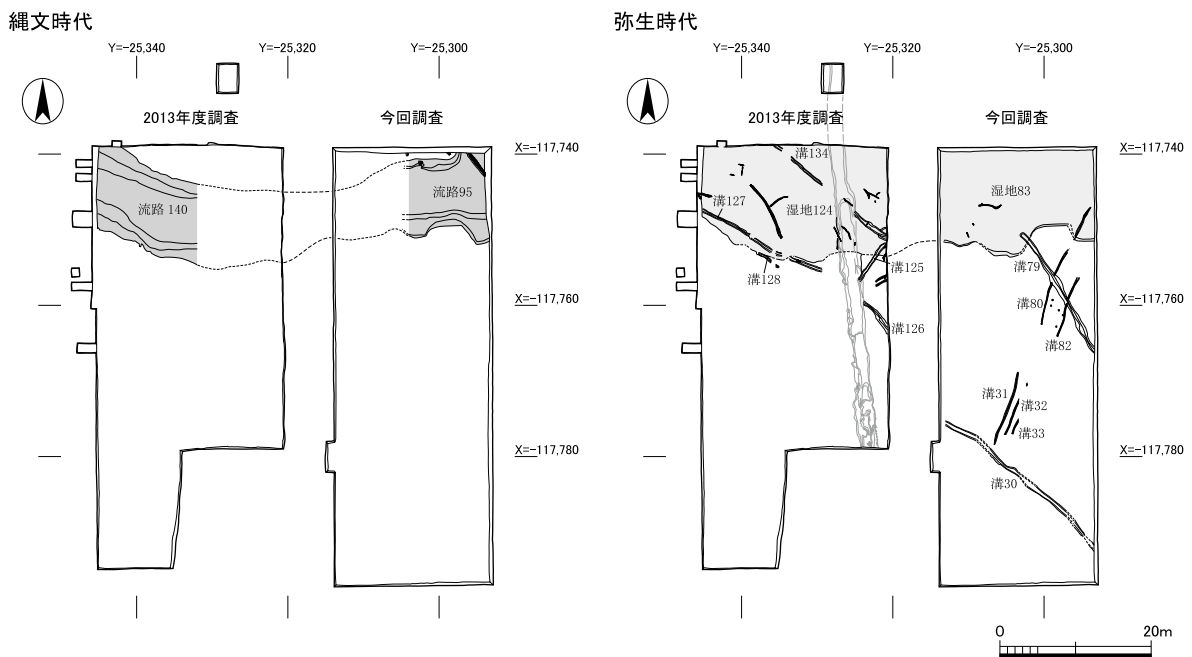 縄文時代
Y=-25,340
Y=-25,320
Y=-25,300
2013年度調査
今回調査
X=-117,740
流路 140
流路95
X=-117,760
X=-117,780
弥生時代
Y=-25,340
Y=-25,320
Y=-25,300
2013年度調査
今回調査
X=-117,740
溝134
湿地83
溝127
湿地124
溝128
溝125
溝79
X=-117,760
溝80
溝126
溝82
溝31
溝32
溝33
X=-117,780
溝30
0
20m